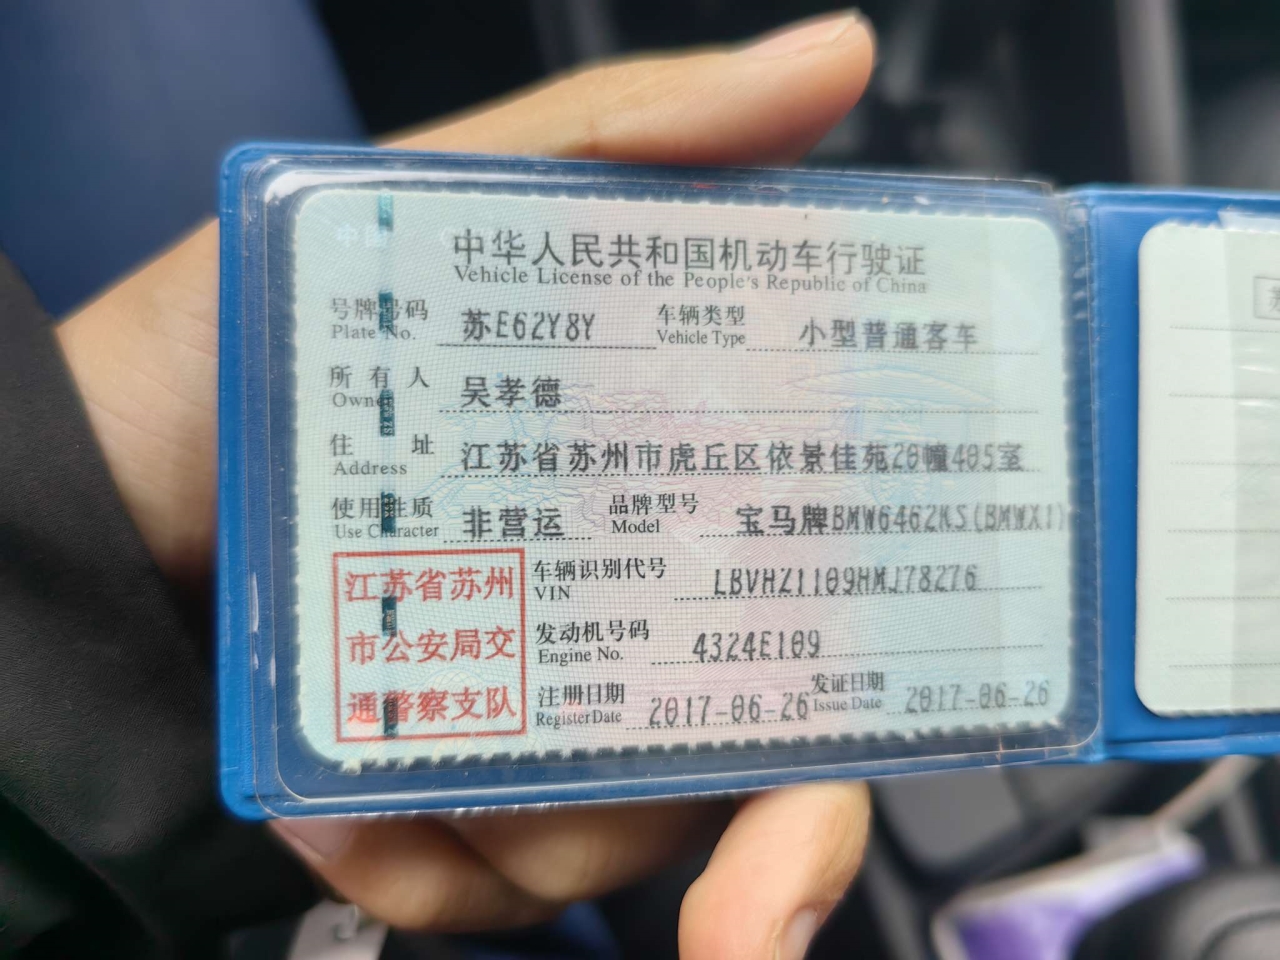 中华人民共和国机动车行驶证
Vehicle License of the People's Republic of China
号牌号码 苏E62Y8Y 车辆类型 小型普通客车
Plate No. Vehicle Type
所有人 吴孝德
Owner
住址 江苏省苏州市虎丘区依景佳苑20幢405室
Address
使用性质 非营运 品牌型号 宝马牌BMW6462KS(BMWX1)
Use Character Model
江苏省苏州
市公安局交
通警察支队
车辆识别代号 LBVHZ1109HMJ78276
VIN
发动机号码 4324E109
Engine No.
注册日期 2017-06-26 发证日期 2017-06-26
Register Date Issue Date